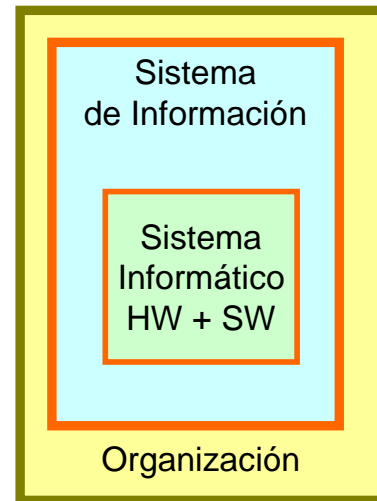 Sistema
de Información
Sistema
Informático
HW + SW
Organización